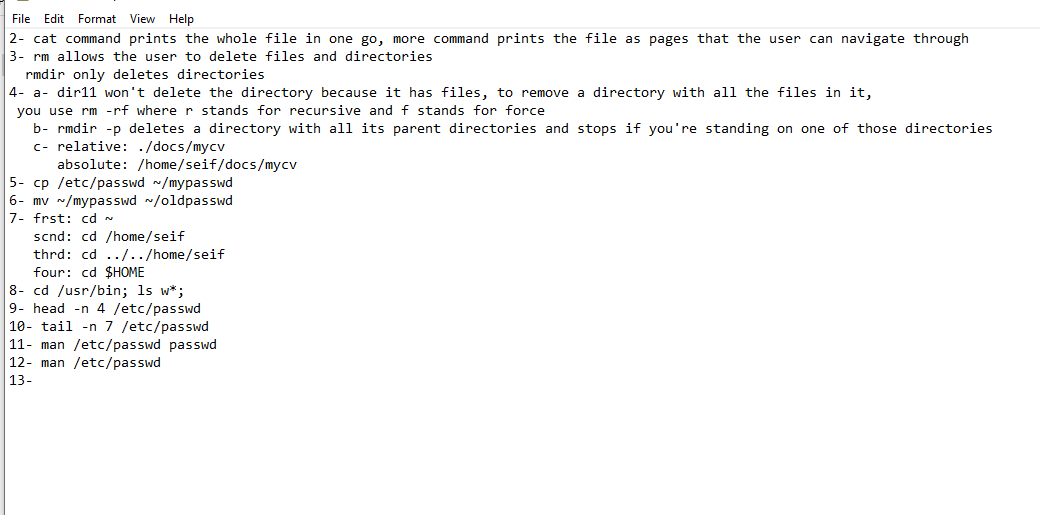 File Edit Format View Help
2- cat command prints the whole file in one go, more command prints the file as pages that the user can navigate through
3- rm allows the user to delete files and directories
rmdir only deletes directories
4- a- dir11 won't delete the directory because it has files, to remove a directory with all the files in it,
you use rm -rf where r stands for recursive and f stands for force
b- rmdir -p deletes a directory with all its parent directories and stops if you're standing on one of those directories
c- relative: ./docs/mycv
absolute: /home/seif/docs/mycv
5- cp /etc/passwd ~/mypasswd
6- mv ~/mypasswd ~/oldpasswd
7- frst: cd ~
scnd: cd /home/seif
thrd: cd ../../home/seif
four: cd $HOME
8- cd /usr/bin; ls w*;
9- head -n 4 /etc/passwd
10- tail -n 7 /etc/passwd
11- man /etc/passwd passwd
12- man /etc/passwd
13-